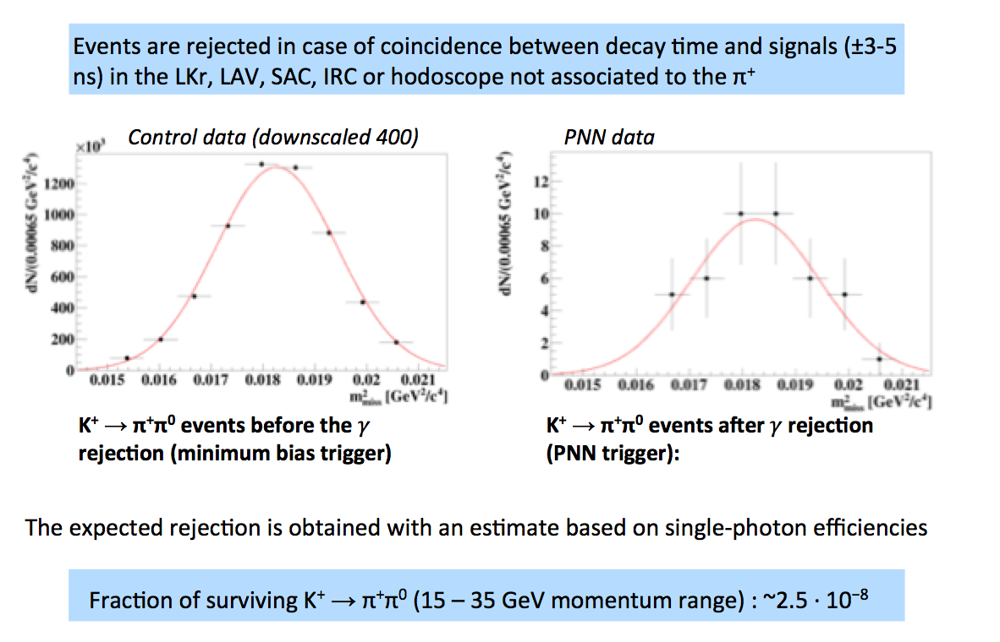 Events are rejected in case of coincidence between decay time and signals (±3-5
ns) in the LKr, LAV, SAC, IRC or hodoscope not associated to the π⁺
Control data (downscaled 400)
×10³
dN/(0.00065 GeV²/c⁴)
1200
1000
800
600
400
200
0
0.015 0.016 0.017 0.018 0.019 0.02 0.021
m²miss [GeV²/c⁴]
K⁺ → π⁺π⁰ events before the γ
rejection (minimum bias trigger)
PNN data
dN/(0.00065 GeV²/c⁴)
12
10
8
6
4
2
0
0.015 0.016 0.017 0.018 0.019 0.02 0.021
m²miss [GeV²/c⁴]
K⁺ → π⁺π⁰ events after γ rejection
(PNN trigger):
The expected rejection is obtained with an estimate based on single-photon efficiencies
Fraction of surviving K⁺ → π⁺π⁰ (15 – 35 GeV momentum range) : ~2.5 · 10⁻⁸